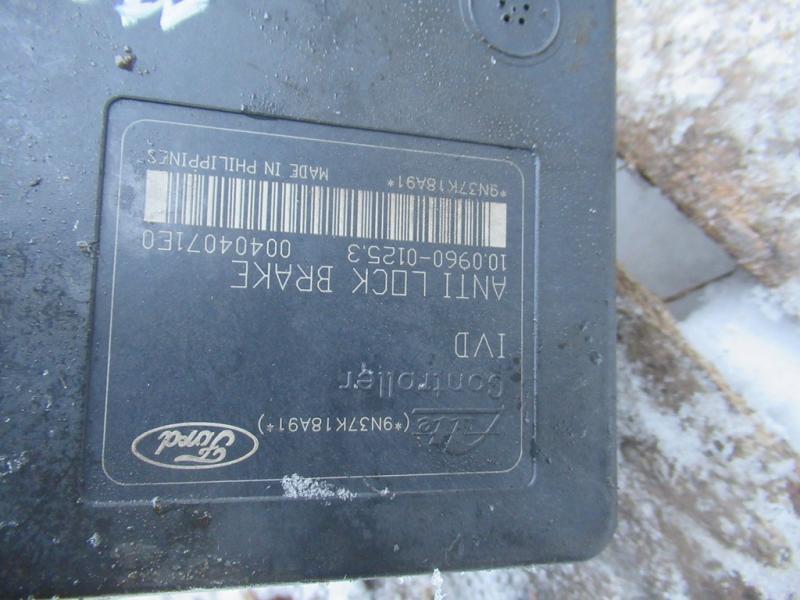 Ford
(*9N37K18A91*)
Ate
Controller
IVD
ANTI LOCK BRAKE
10.0960-0125.3 00404071E0
*9N37K18A91* MADE IN PHILIPPINES